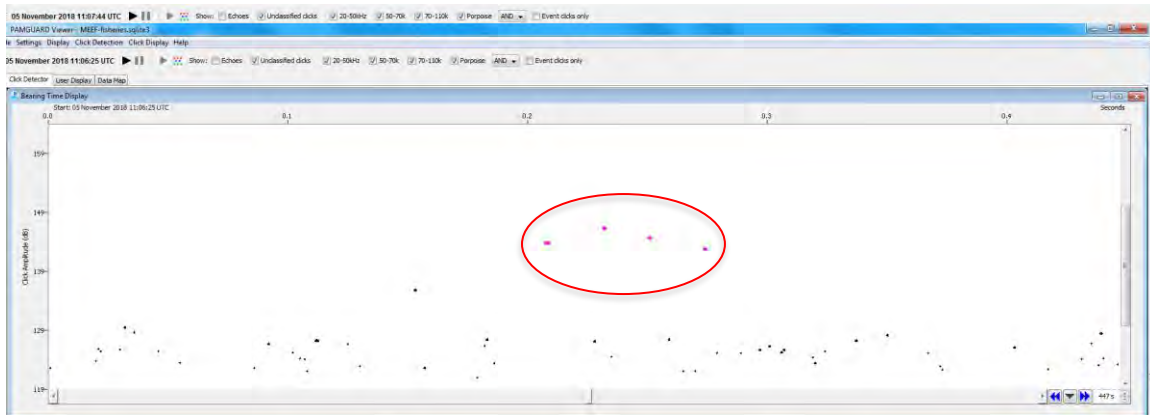 05 November 2018 11:07:44 UTC Show: Echoes Unclassified clicks 20-50kHz 50-70k 70-110k Porpoise AND Event clicks only
PAMGUARD Viewer - MEEF-fisheries.sqlite3
le Settings Display Click Detection Click Display Help
05 November 2018 11:06:25 UTC Show: Echoes Unclassified clicks 20-50kHz 50-70k 70-110k Porpoise AND Event clicks only
Click Detector User Display Data Map
Bearing Time Display
Start: 05 November 2018 11:06:25 UTC Seconds
0.0 0.1 0.2 0.3 0.4
159
149
Click Amplitude (dB)
139
129
119
447 s